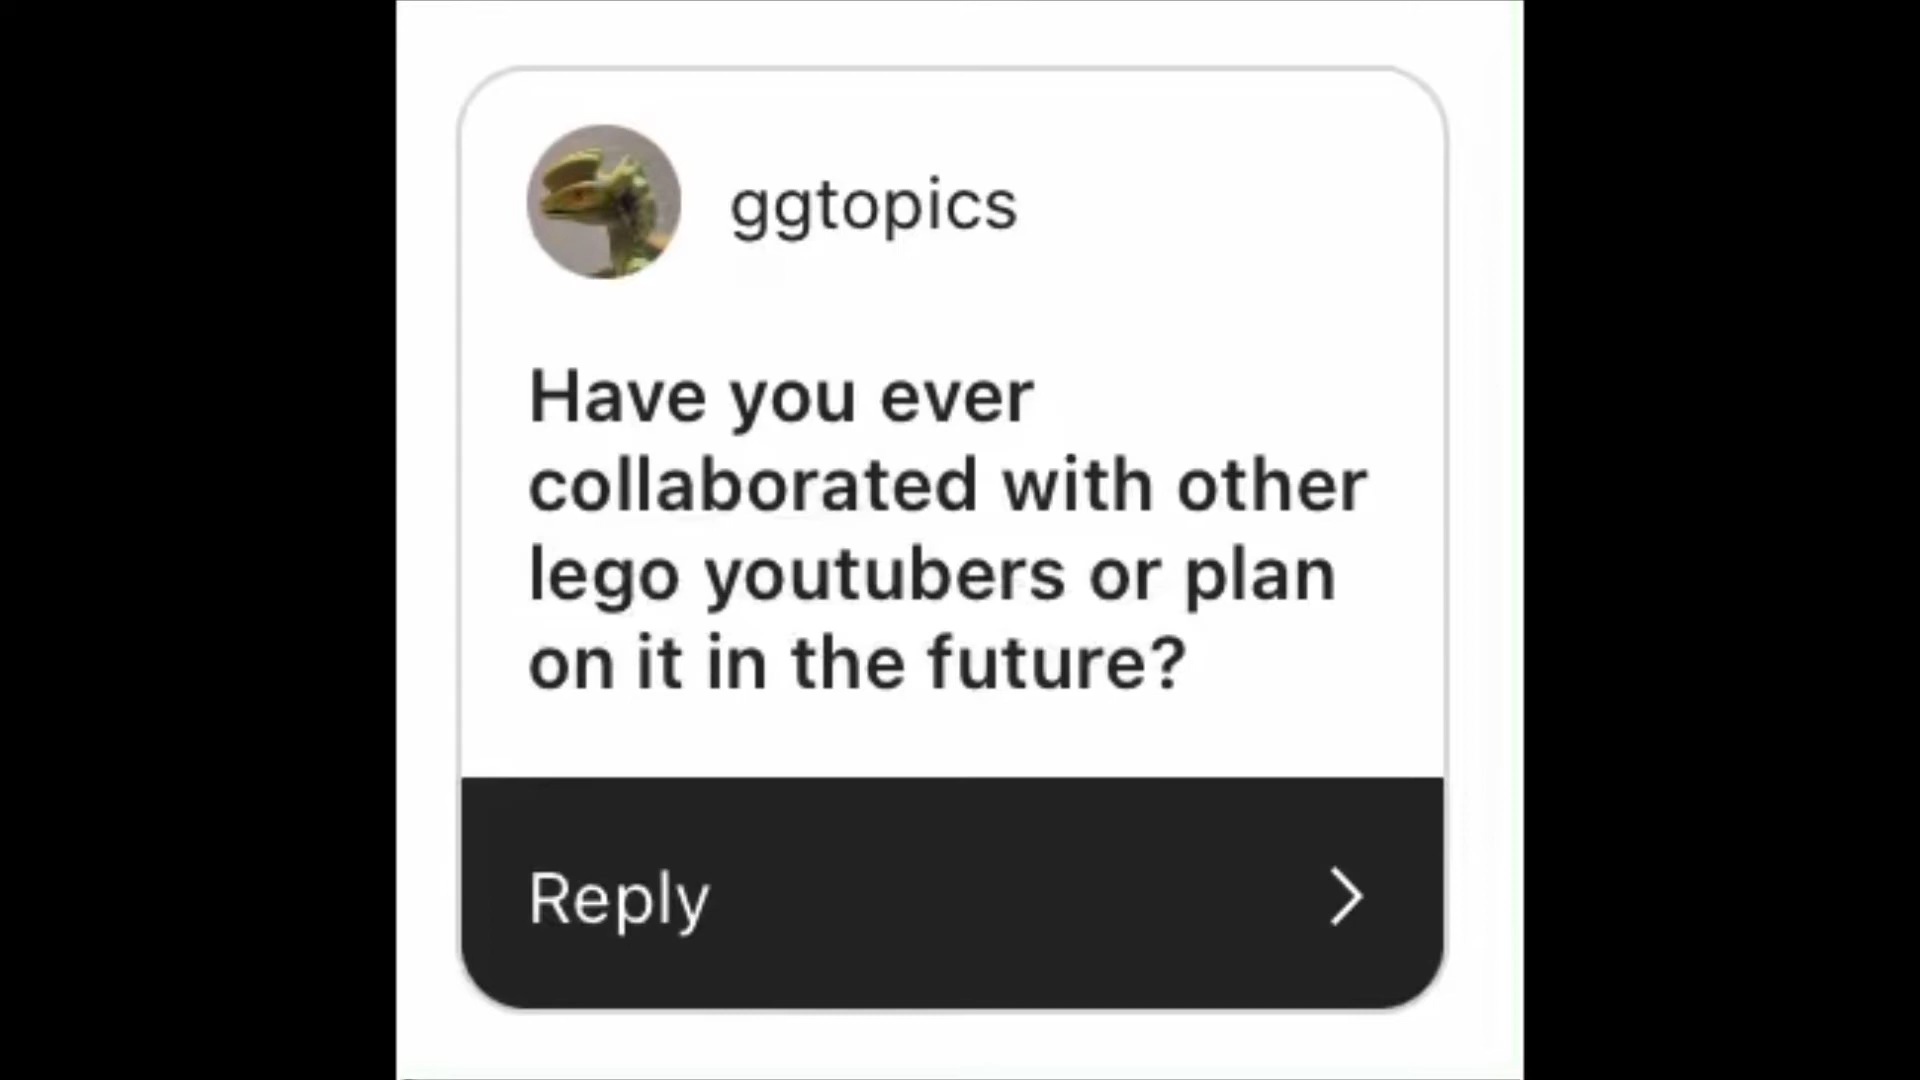 ggtopics
Have you ever
collaborated with other
lego youtubers or plan
on it in the future?
Reply